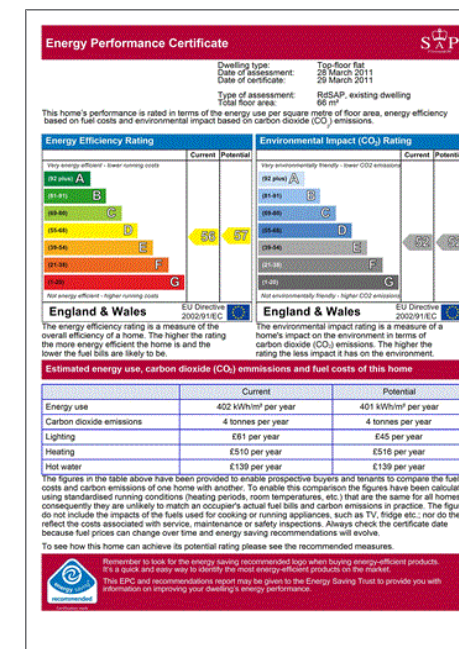 Energy Performance Certificate
SAP
Dwelling type: Top-floor flat
Date of assessment: 28 March 2011
Date of certificate: 29 March 2011
Type of assessment: RdSAP, existing dwelling
Total floor area: 66 m²
This home's performance is rated in terms of the energy use per square metre of floor area, energy efficiency
based on fuel costs and environmental impact based on carbon dioxide (CO₂) emissions.
Energy Efficiency Rating
Current Potential
Very energy efficient - lower running costs
(92 plus) A
(81-91) B
(69-80) C
(55-68) D
(39-54) E
(21-38) F
(1-20) G
56 57
Not energy efficient - higher running costs
England & Wales
EU Directive
2002/91/EC
The energy efficiency rating is a measure of the
overall efficiency of a home. The higher the rating
the more energy efficient the home is and the
lower the fuel bills are likely to be.
Environmental Impact (CO₂) Rating
Current Potential
Very environmentally friendly - lower CO2 emissions
(92 plus) A
(81-91) B
(69-80) C
(55-68) D
(39-54) E
(21-38) F
(1-20) G
52
Not environmentally friendly - higher CO2 emissions
England & Wales
EU Directive
2002/91/EC
The environmental impact rating is a measure of a
home's impact on the environment in terms of
carbon dioxide (CO₂) emissions. The higher the
rating the less impact it has on the environment.
Estimated energy use, carbon dioxide (CO₂) emmissions and fuel costs of this home
Current Potential
Energy use 402 kWh/m² per year 401 kWh/m² per year
Carbon dioxide emissions 4 tonnes per year 4 tonnes per year
Lighting £61 per year £45 per year
Heating £510 per year £516 per year
Hot water £139 per year £139 per year
The figures in the table above have been provided to enable prospective buyers and tenants to compare the fuel
costs and carbon emissions of one home with another. To enable this comparison the figures have been calculat
using standardised running conditions (heating periods, room temperatures, etc.) that are the same for all homes
consequently they are unlikely to match an occupier's actual fuel bills and carbon emissions in practice. The figu
do not include the impacts of the fuels used for cooking or running appliances, such as TV, fridge etc.; nor do the
reflect the costs associated with service, maintenance or safety inspections. Always check the certificate date
because fuel prices can change over time and energy saving recommendations will evolve.
To see how this home can achieve its potential rating please see the recommended measures.
energy saving
recommended
Remember to look for the energy saving recommended logo when buying energy-efficient products.
It's a quick and easy way to identify the most energy-efficient products on the market.
This EPC and recommendations report may be given to the Energy Saving Trust to provide you with
information on improving your dwelling's energy performance.